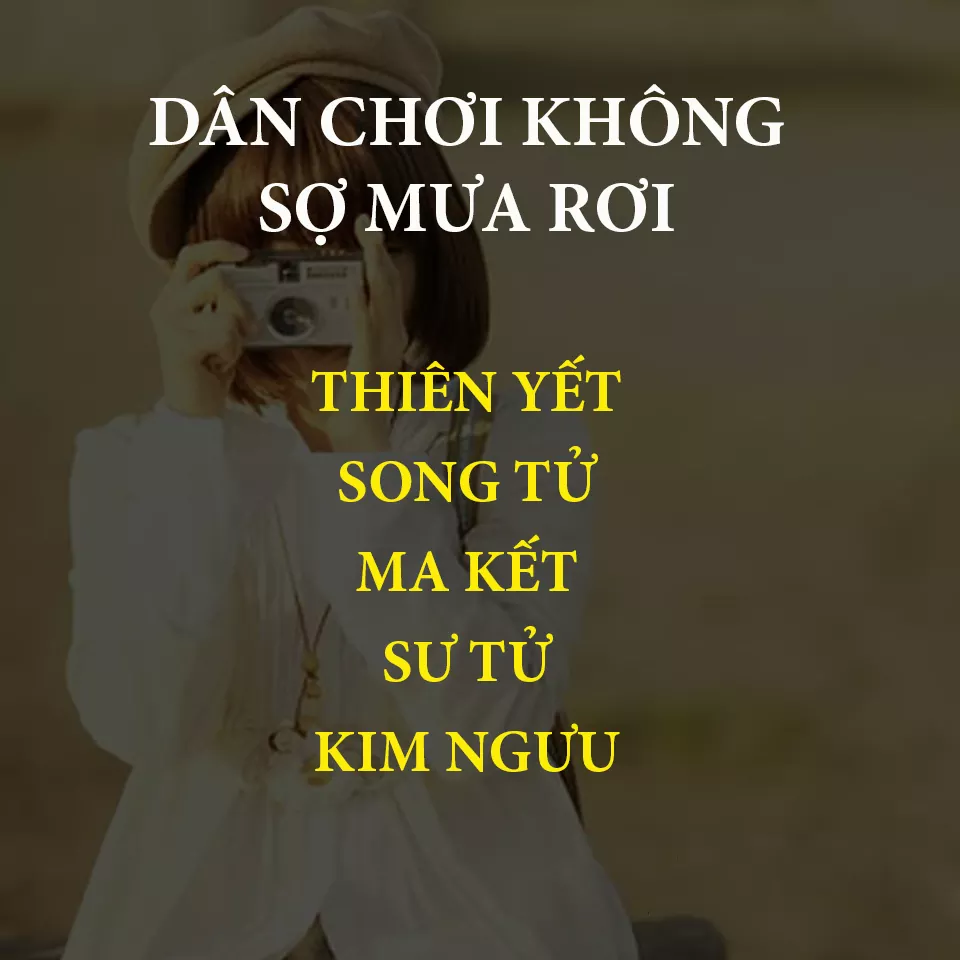 DÂN CHƠI KHÔNG
SỢ MƯA RƠI
THIÊN YẾT
SONG TỬ
MA KẾT
SƯ TỬ
KIM NGƯU